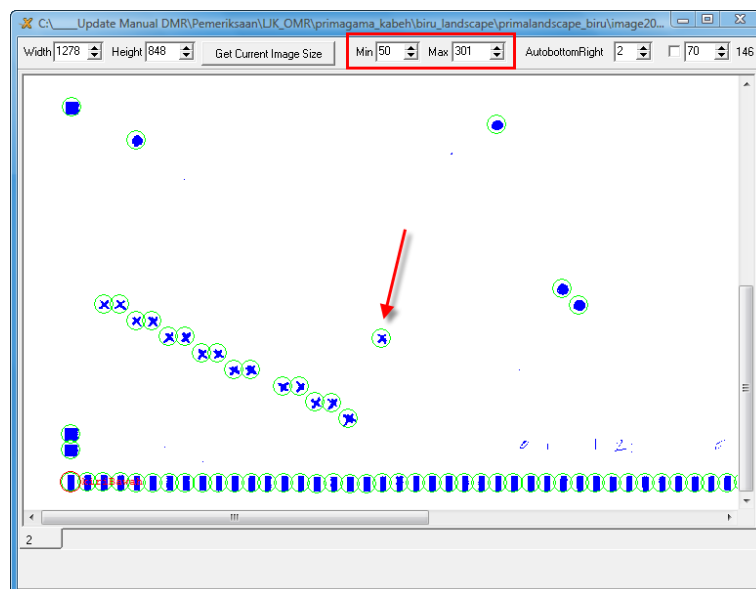 C:\____Update Manual DMR\Pemeriksaan\LJK_OMR\primagama_kabeh\biru_landscape\primalandscape_biru\image20...
Width 1278 Height 848 Get Current Image Size Min 50 Max 301 AutobottomRight 2 70 146
2